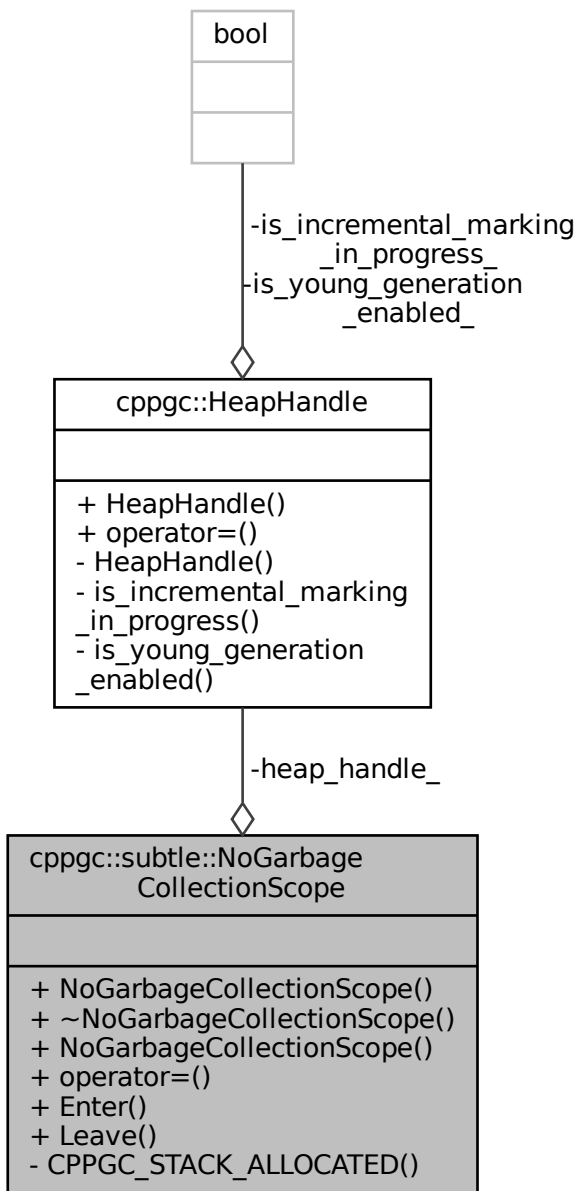 bool
-is_incremental_marking
_in_progress_
-is_young_generation
_enabled_
cppgc::HeapHandle
+ HeapHandle()
+ operator=()
- HeapHandle()
- is_incremental_marking
_in_progress()
- is_young_generation
_enabled()
-heap_handle_
cppgc::subtle::NoGarbage
CollectionScope
+ NoGarbageCollectionScope()
+ ~NoGarbageCollectionScope()
+ NoGarbageCollectionScope()
+ operator=()
+ Enter()
+ Leave()
- CPPGC_STACK_ALLOCATED()